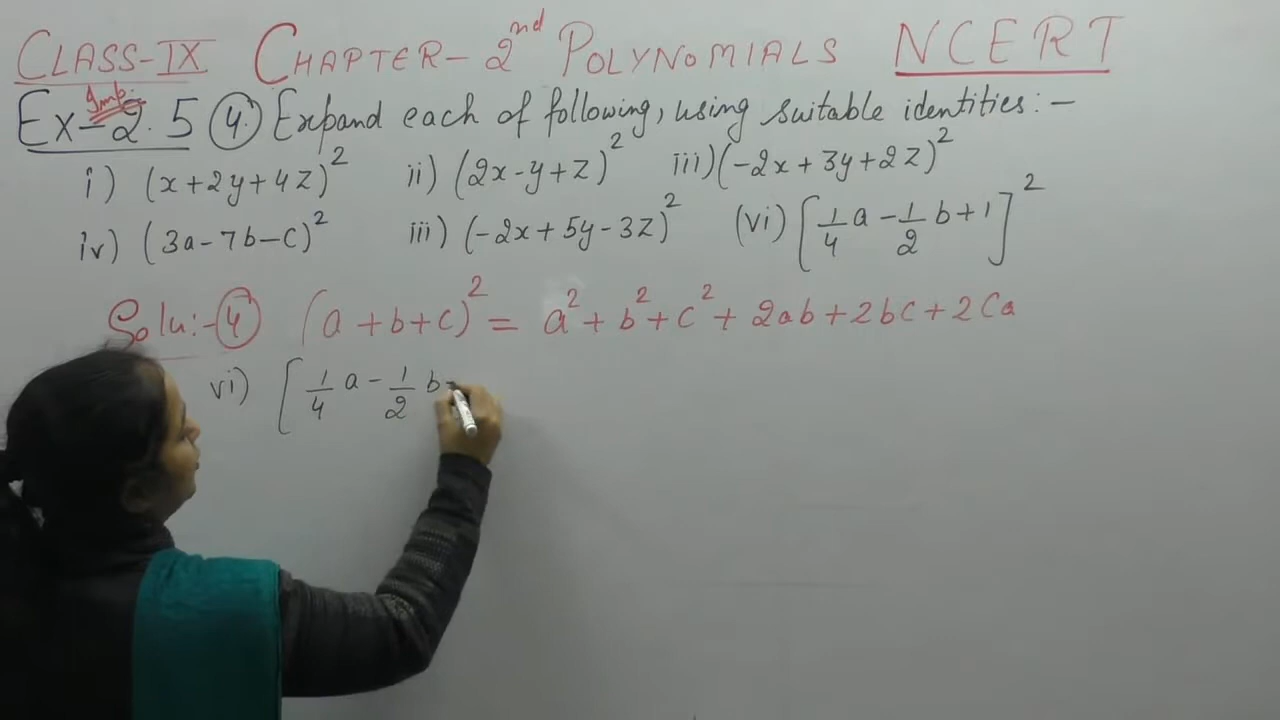 CLASS-IX CHAPTER-2nd POLYNOMIALS NCERT
Imp.
Ex-2.5 (4.) Expand each of following, using suitable identities:-
i) (x+2y+4z)² ii) (2x-y+z)² iii) (-2x+3y+2z)²
iv) (3a-7b-c)² iii) (-2x+5y-3z)² (vi) [1/4 a - 1/2 b+1]²
Solu:-(4) (a+b+c)² = a²+b²+c²+2ab+2bc+2ca
vi) [1/4 a - 1/2 b